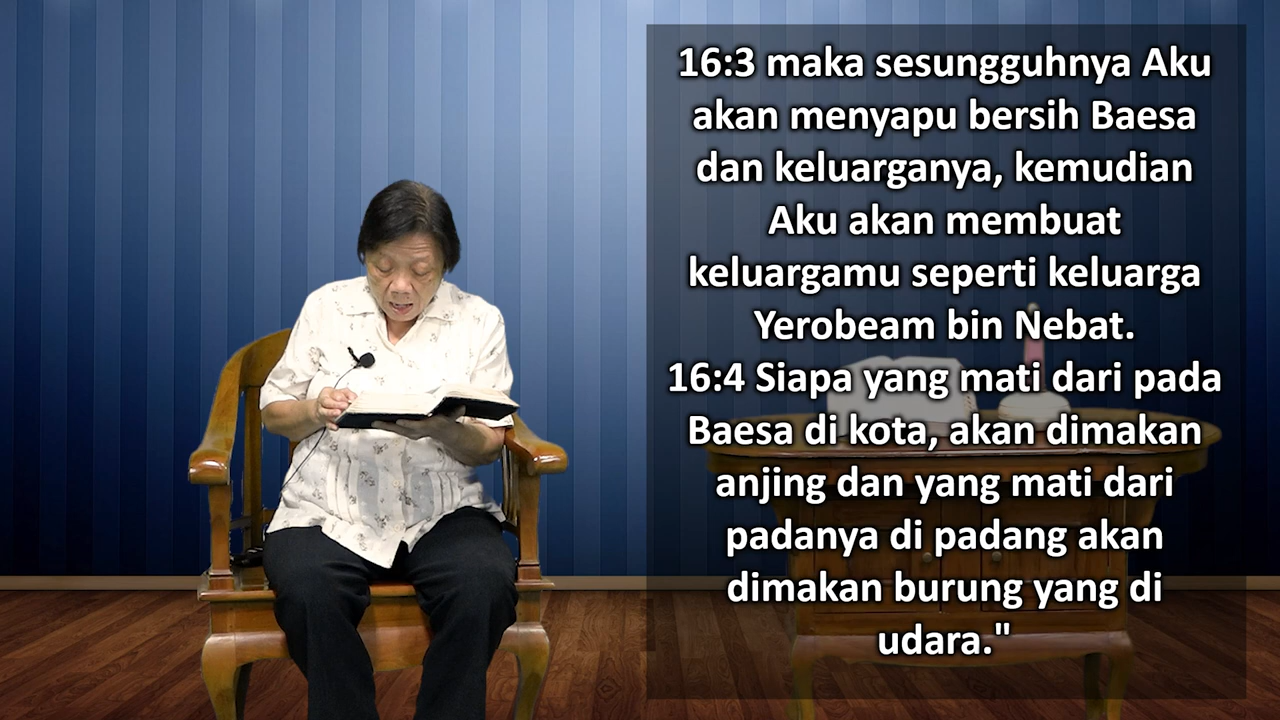 16:3 maka sesungguhnya Aku
akan menyapu bersih Baesa
dan keluarganya, kemudian
Aku akan membuat
keluargamu seperti keluarga
Yerobeam bin Nebat.
16:4 Siapa yang mati dari pada
Baesa di kota, akan dimakan
anjing dan yang mati dari
padanya di padang akan
dimakan burung yang di
udara."